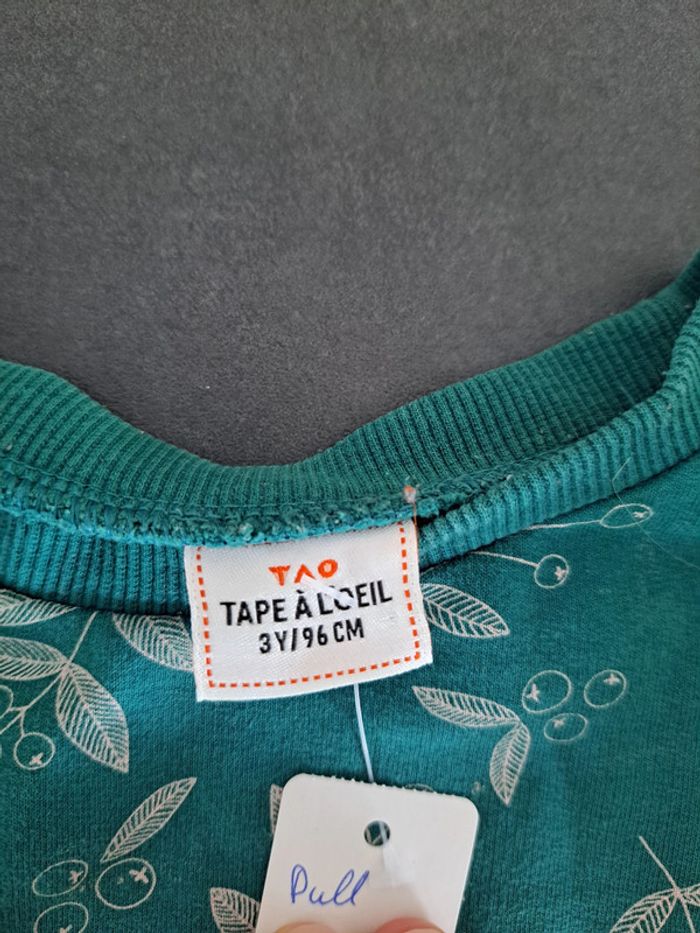 TAO
TAPE À L'OEIL
3Y/96 CM
Pull